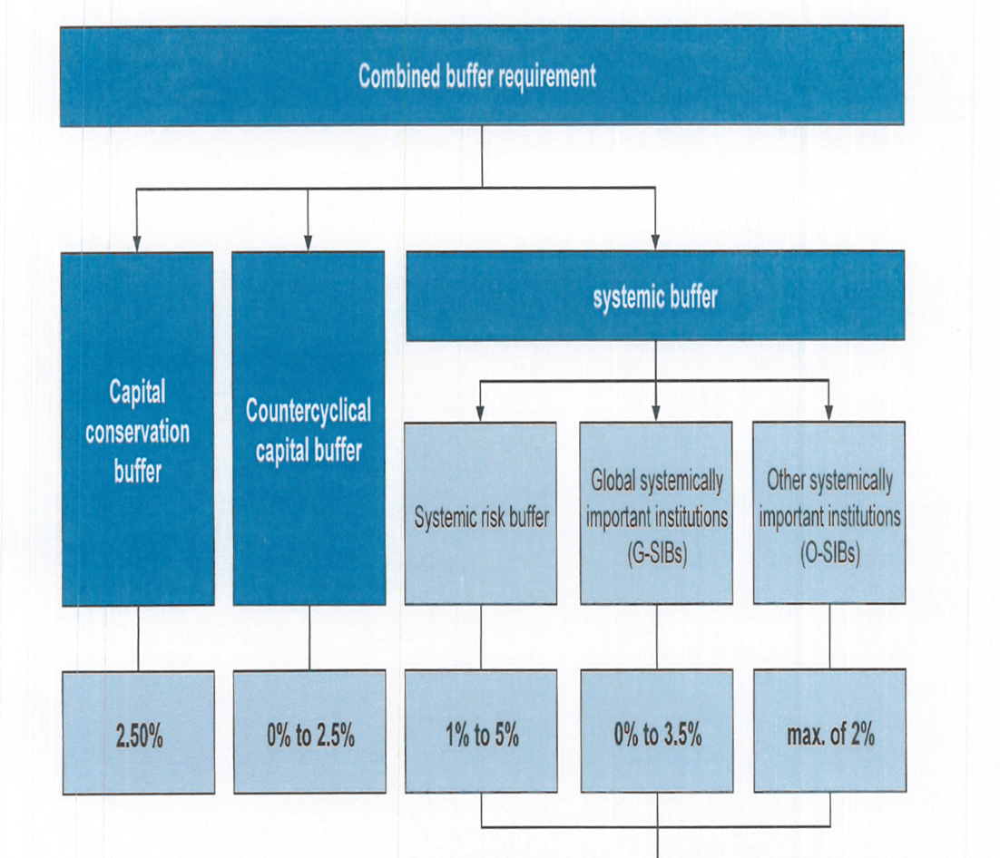 Combined buffer requirement
systemic buffer
Capital
conservation
buffer
Countercyclical
capital buffer
Systemic risk buffer
Global systemically
important institutions
(G-SIBs)
Other systemically
important institutions
(O-SIBs)
2.50%
0% to 2.5%
1% to 5%
0% to 3.5%
max. of 2%